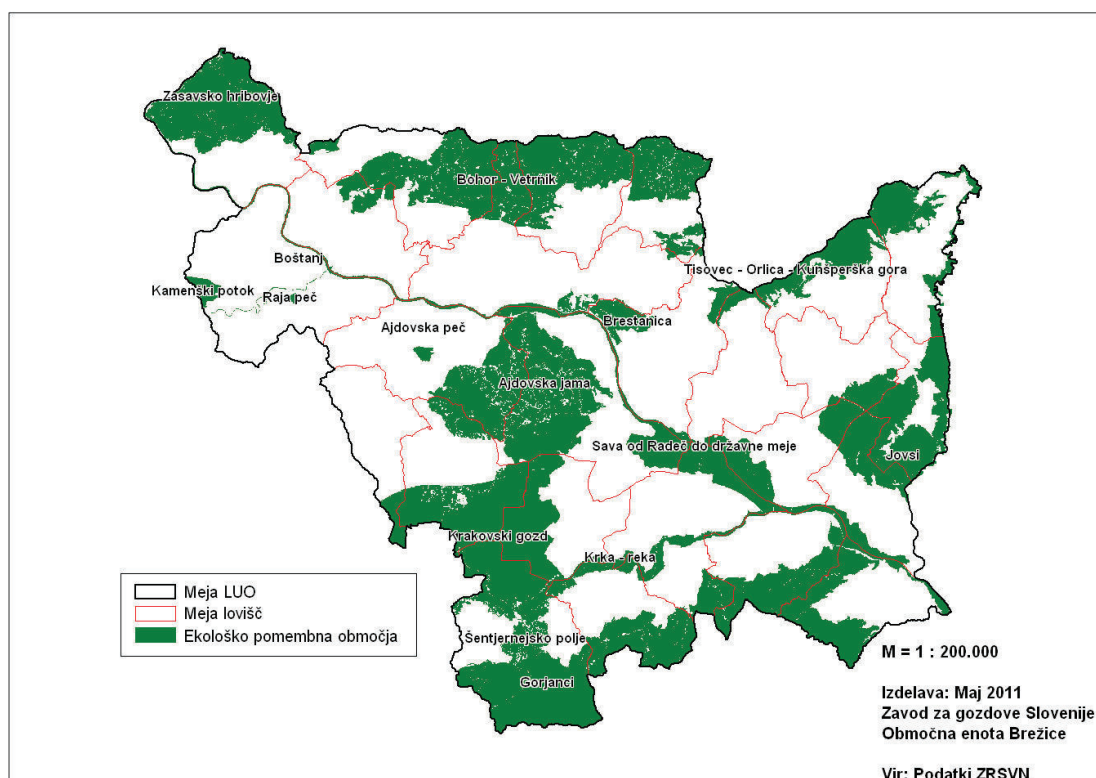 Zasavsko hribovje
Bohor - Vetrnik
Boštanj
Tisovec - Orlica - Kunšperska gora
Kamenski potok
Raja peč
Ajdovska peč
Brestanica
Ajdovska jama
Sava od Radeč do državne meje
Jovsi
Krakovski gozd
Krka - reka
Šentjernejsko polje
Gorjanci
Meja LUO
Meja lovišč
Ekološko pomembna območja
M = 1 : 200.000
Izdelava: Maj 2011
Zavod za gozdove Slovenije
Območna enota Brežice
Vir: Podatki ZRSVN